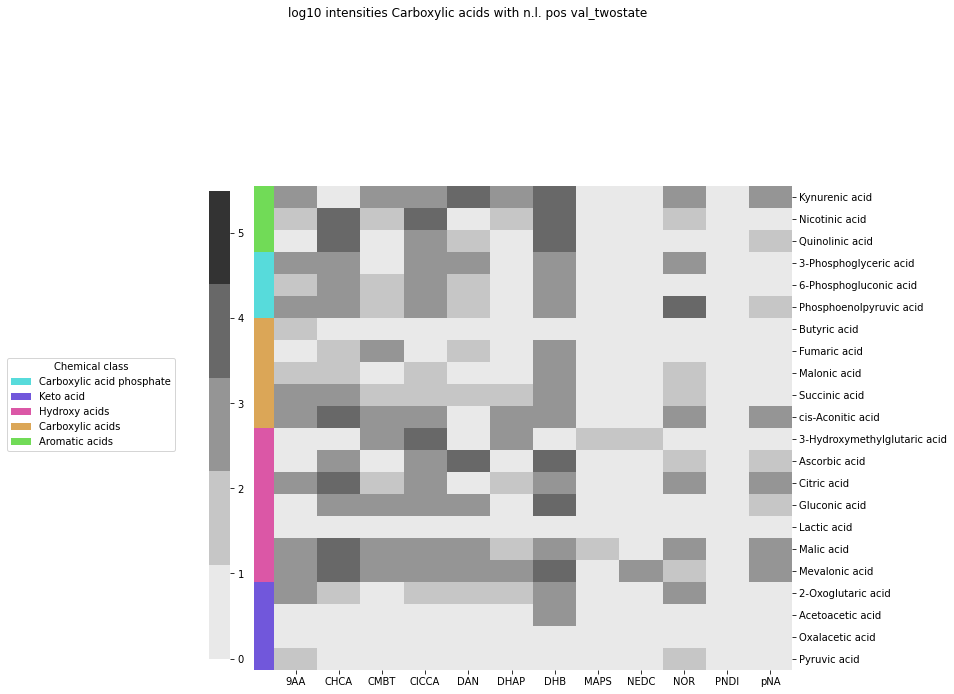 log10 intensities Carboxylic acids with n.l. pos val_twostate
Chemical class
Carboxylic acid phosphate
Keto acid
Hydroxy acids
Carboxylic acids
Aromatic acids
5
4
3
2
1
0
Kynurenic acid
Nicotinic acid
Quinolinic acid
3-Phosphoglyceric acid
6-Phosphogluconic acid
Phosphoenolpyruvic acid
Butyric acid
Fumaric acid
Malonic acid
Succinic acid
cis-Aconitic acid
3-Hydroxymethylglutaric acid
Ascorbic acid
Citric acid
Gluconic acid
Lactic acid
Malic acid
Mevalonic acid
2-Oxoglutaric acid
Acetoacetic acid
Oxalacetic acid
Pyruvic acid
9AA CHCA CMBT ClCCA DAN DHAP DHB MAPS NEDC NOR PNDI pNA